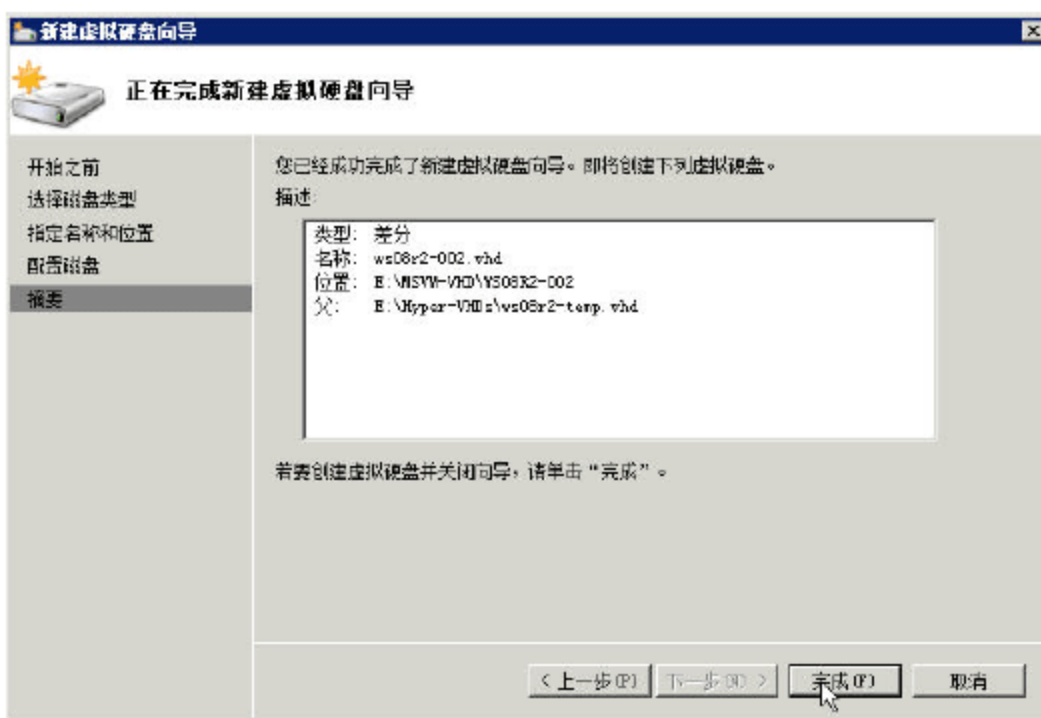 新建虚拟硬盘向导
正在完成新建虚拟硬盘向导
开始之前
选择磁盘类型
指定名称和位置
配置磁盘
摘要
您已经成功完成了新建虚拟硬盘向导。即将创建下列虚拟硬盘。
描述:
类型: 差分
名称: ws08r2-002.vhd
位置: E:\MSVM-VHD\WS08R2-002
父: E:\Hyper-VHDs\ws08r2-temp.vhd
若要创建虚拟硬盘并关闭向导,请单击“完成”。
< 上一步(P)
下一步(N) >
完成(F)
取消